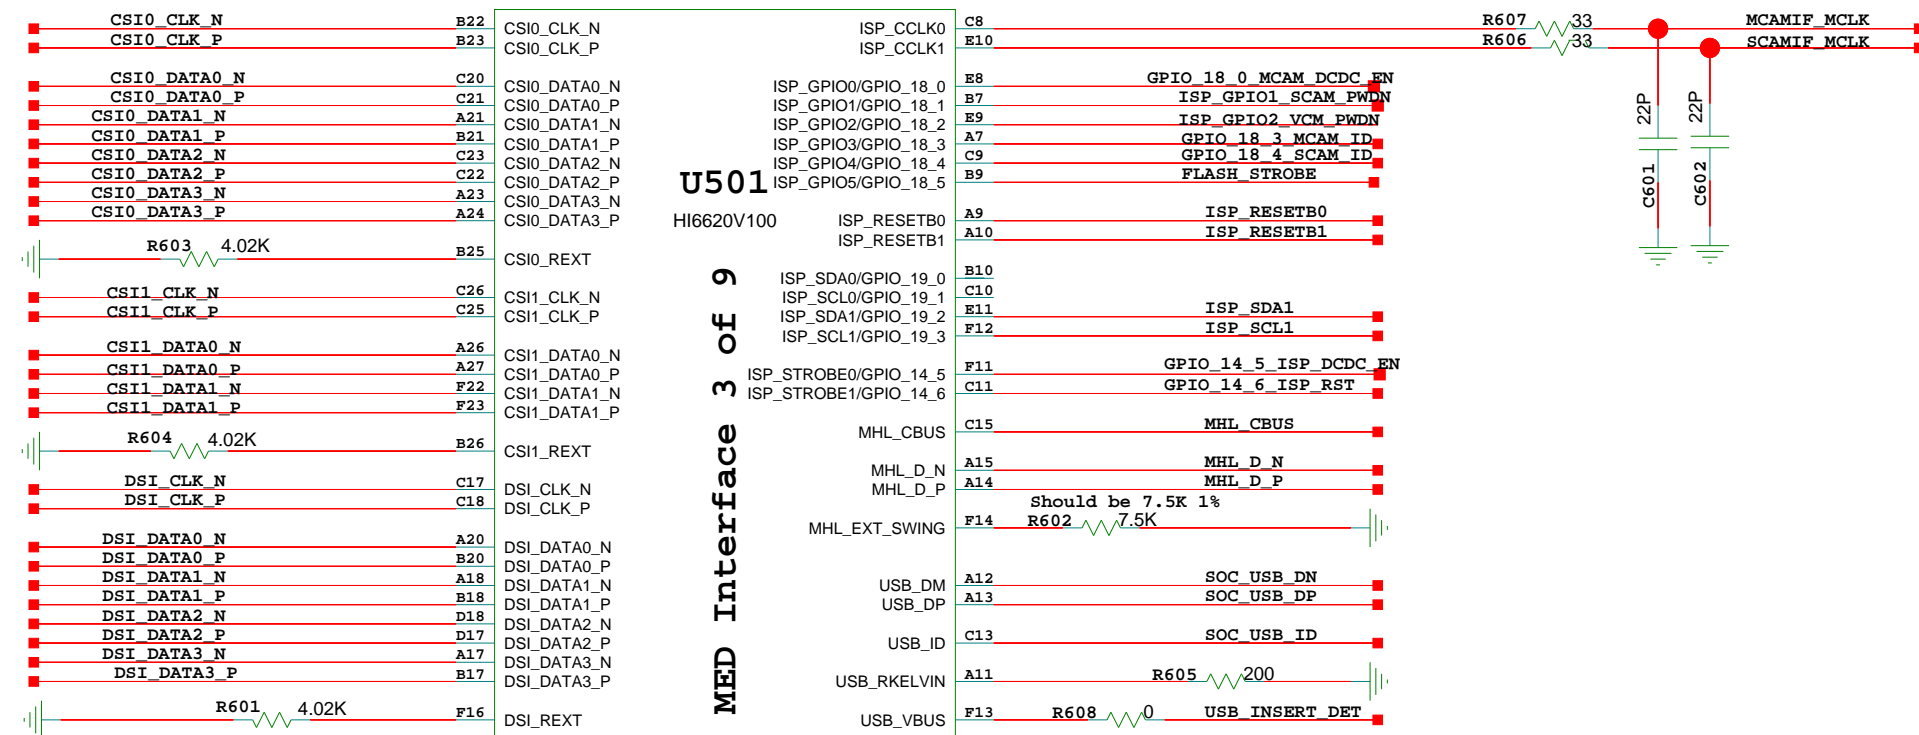 CSI0_CLK_N B22 CSI0_CLK_N ISP_CCLK0 C8 R607 33 MCAMIF_MCLK
CSI0_CLK_P B23 CSI0_CLK_P ISP_CCLK1 E10 R606 33 SCAMIF_MCLK
CSI0_DATA0_N C20 CSI0_DATA0_N ISP_GPIO0/GPIO_18_0 E8 GPIO_18_0_MCAM_DCDC_EN
CSI0_DATA0_P C21 CSI0_DATA0_P ISP_GPIO1/GPIO_18_1 B7 ISP_GPIO1_SCAM_PWDN
CSI0_DATA1_N A21 CSI0_DATA1_N ISP_GPIO2/GPIO_18_2 E9 ISP_GPIO2_VCM_PWDN
CSI0_DATA1_P B21 CSI0_DATA1_P ISP_GPIO3/GPIO_18_3 A7 GPIO_18_3_MCAM_ID
CSI0_DATA2_N C23 CSI0_DATA2_N ISP_GPIO4/GPIO_18_4 C9 GPIO_18_4_SCAM_ID
CSI0_DATA2_P C22 CSI0_DATA2_P ISP_GPIO5/GPIO_18_5 B9 FLASH_STROBE
CSI0_DATA3_N A23 CSI0_DATA3_N
CSI0_DATA3_P A24 CSI0_DATA3_P ISP_RESETB0 A9 ISP_RESETB0
ISP_RESETB1 A10 ISP_RESETB1
22P C601
22P C602
U501
HI6620V100
MED Interface 3 of 9
R603 4.02K B25 CSI0_REXT
ISP_SDA0/GPIO_19_0 B10
CSI1_CLK_N C26 CSI1_CLK_N ISP_SCL0/GPIO_19_1 C10
CSI1_CLK_P C25 CSI1_CLK_P ISP_SDA1/GPIO_19_2 E11 ISP_SDA1
ISP_SCL1/GPIO_19_3 F12 ISP_SCL1
CSI1_DATA0_N A26 CSI1_DATA0_N
CSI1_DATA0_P A27 CSI1_DATA0_P ISP_STROBE0/GPIO_14_5 F11 GPIO_14_5_ISP_DCDC_EN
CSI1_DATA1_N F22 CSI1_DATA1_N ISP_STROBE1/GPIO_14_6 C11 GPIO_14_6_ISP_RST
CSI1_DATA1_P F23 CSI1_DATA1_P
MHL_CBUS C15 MHL_CBUS
R604 4.02K B26 CSI1_REXT
MHL_D_N A15 MHL_D_N
DSI_CLK_N C17 DSI_CLK_N MHL_D_P A14 MHL_D_P
DSI_CLK_P C18 DSI_CLK_P
Should be 7.5K 1%
MHL_EXT_SWING F14 R602 7.5K
DSI_DATA0_N A20 DSI_DATA0_N
DSI_DATA0_P B20 DSI_DATA0_P
DSI_DATA1_N A18 DSI_DATA1_N USB_DM A12 SOC_USB_DN
DSI_DATA1_P B18 DSI_DATA1_P USB_DP A13 SOC_USB_DP
DSI_DATA2_N D18 DSI_DATA2_N
DSI_DATA2_P D17 DSI_DATA2_P USB_ID C13 SOC_USB_ID
DSI_DATA3_N A17 DSI_DATA3_N
DSI_DATA3_P B17 DSI_DATA3_P USB_RKELVIN A11 R605 200
R601 4.02K F16 DSI_REXT USB_VBUS F13 R608 0 USB_INSERT_DET